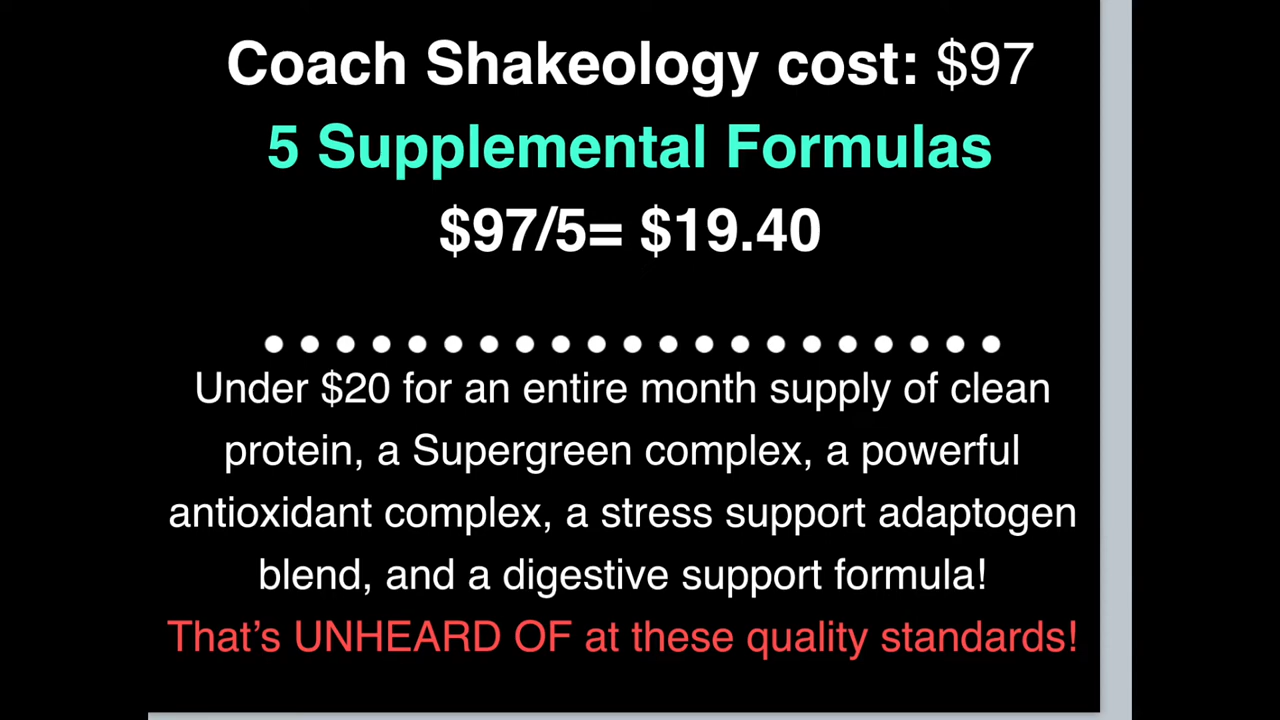 Coach Shakeology cost: $97
5 Supplemental Formulas
$97/5= $19.40
Under $20 for an entire month supply of clean
protein, a Supergreen complex, a powerful
antioxidant complex, a stress support adaptogen
blend, and a digestive support formula!
That’s UNHEARD OF at these quality standards!